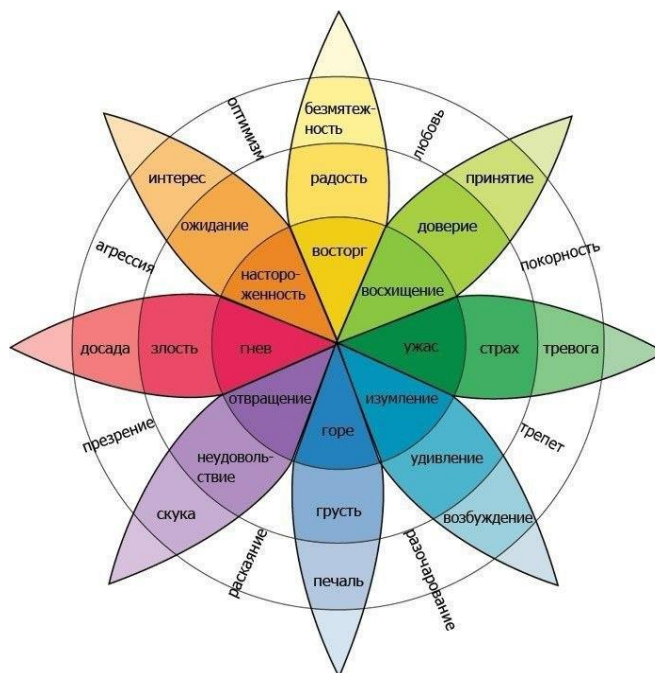 безмятеж-
ность
оптимизм
любовь
интерес
радость
принятие
ожидание
доверие
агрессия
восторг
покорность
насторо-
женность
восхищение
досада
злость
гнев
ужас
страх
тревога
отвращение
изумление
презрение
горе
трепет
неудоволь-
ствие
удивление
скука
грусть
возбуждение
раскаяние
печаль
разочарование